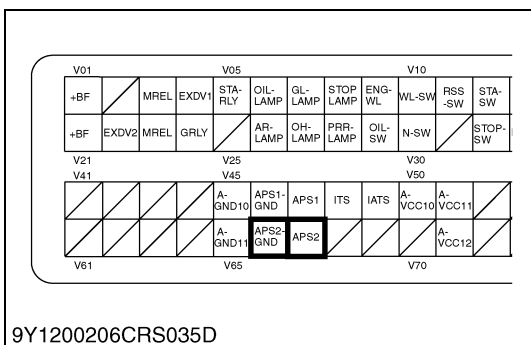 V01 V05 V10
+BF MREL EXDV1 STA-RLY OIL-LAMP GL-LAMP STOP LAMP ENG-WL WL-SW RSS-SW STA-SW
+BF EXDV2 MREL GRLY AR-LAMP OH-LAMP PRR-LAMP OIL-SW N-SW STOP-SW
V21 V25 V30
V41 V45 V50
A-GND10 APS1-GND APS1 ITS IATS A-VCC10 A-VCC11
A-GND11 APS2-GND APS2 A-VCC12
V61 V65 V70
9Y1200206CRS035D